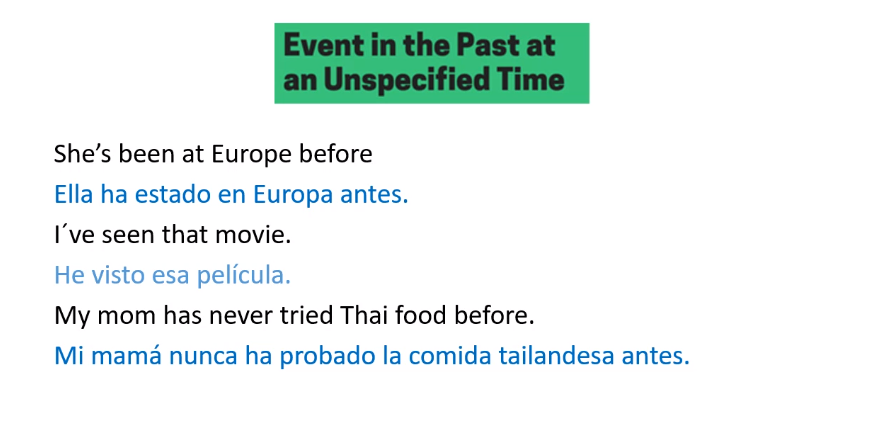 Event in the Past at
an Unspecified Time
She’s been at Europe before
Ella ha estado en Europa antes.
I´ve seen that movie.
He visto esa película.
My mom has never tried Thai food before.
Mi mamá nunca ha probado la comida tailandesa antes.